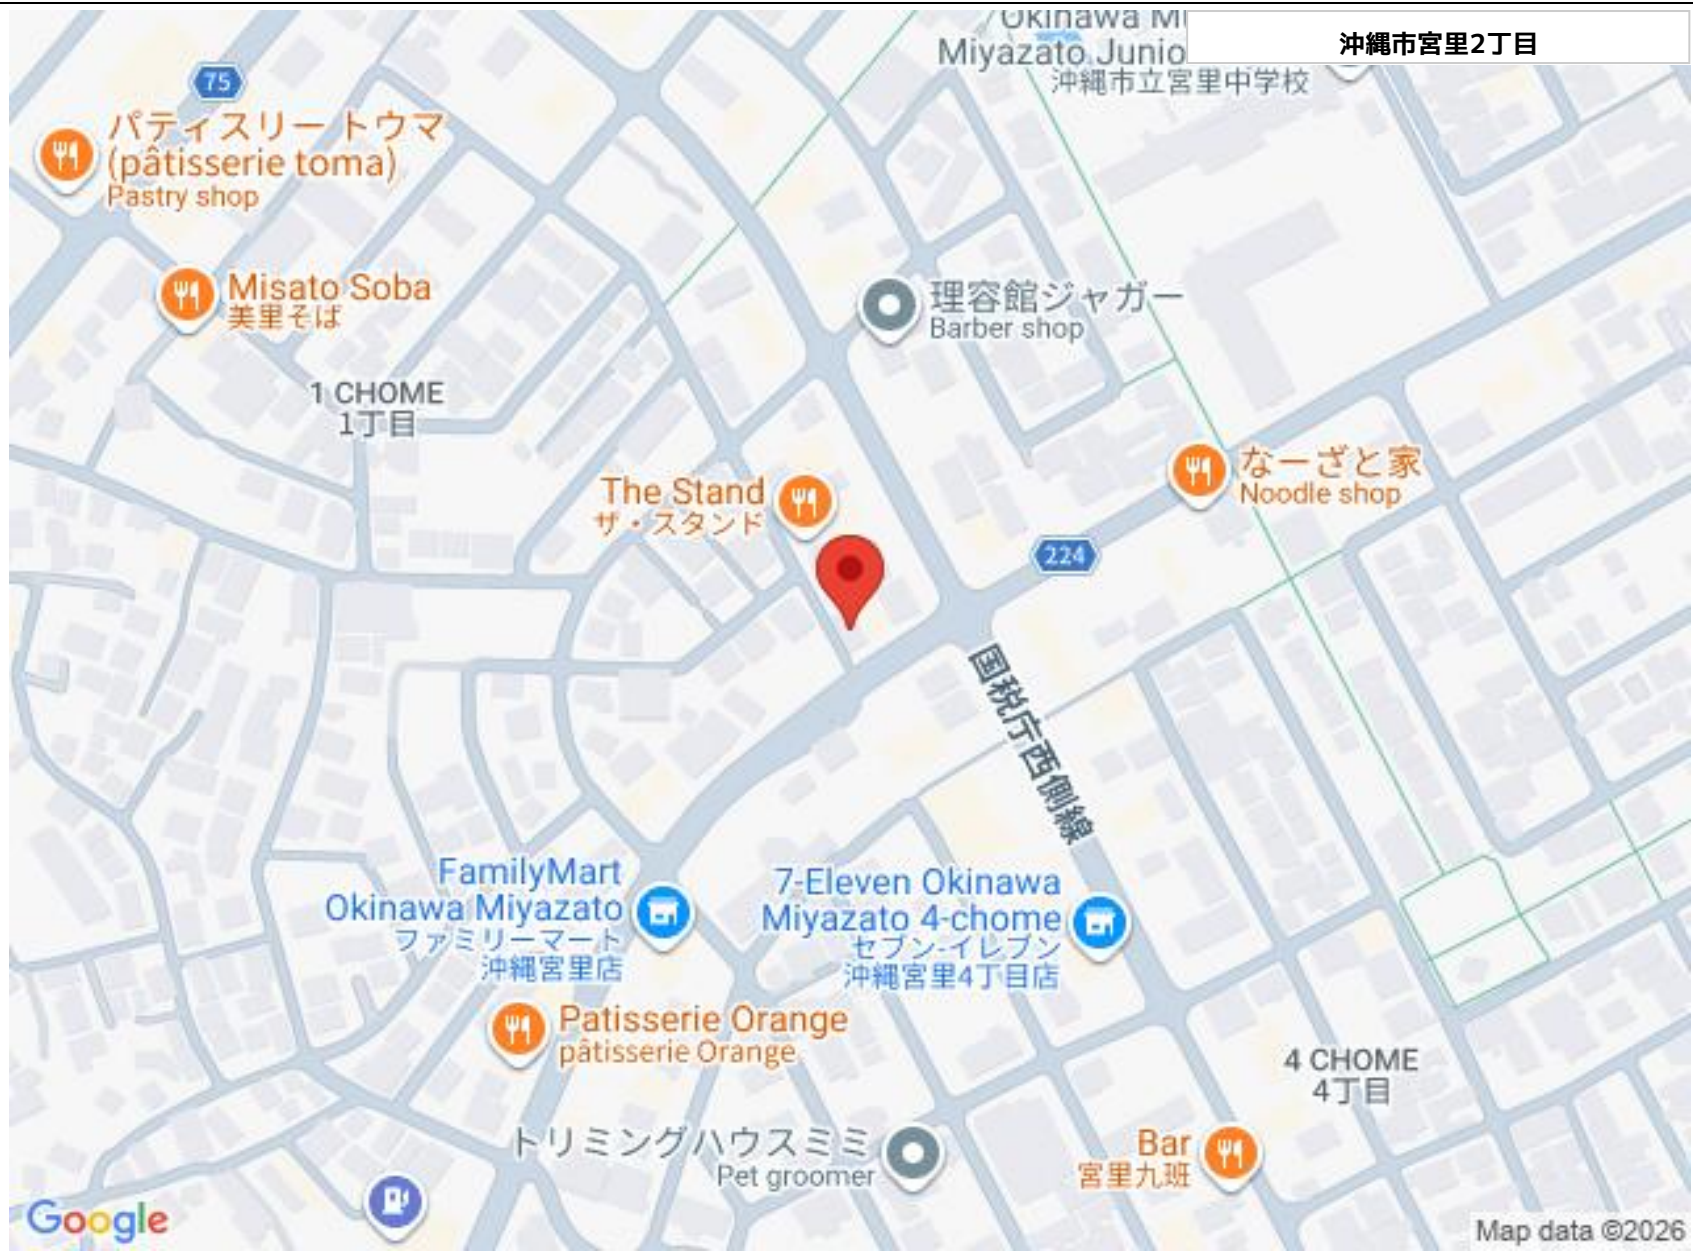 Okinawa Mu
Miyazato Junio
沖縄市立宮里中学校
沖縄市宮里2丁目
75
パティスリー トウマ
(pâtisserie toma)
Pastry shop
Misato Soba
美里そば
理容館ジャガー
Barber shop
1 CHOME
1丁目
The Stand
ザ・スタンド
なーざと家
Noodle shop
224
国税庁西側線
FamilyMart
Okinawa Miyazato
ファミリーマート
沖縄宮里店
7-Eleven Okinawa
Miyazato 4-chome
セブン-イレブン
沖縄宮里4丁目店
Patisserie Orange
pâtisserie Orange
4 CHOME
4丁目
トリミングハウスミミ
Pet groomer
Bar
宮里九班
Google
Map data ©2026